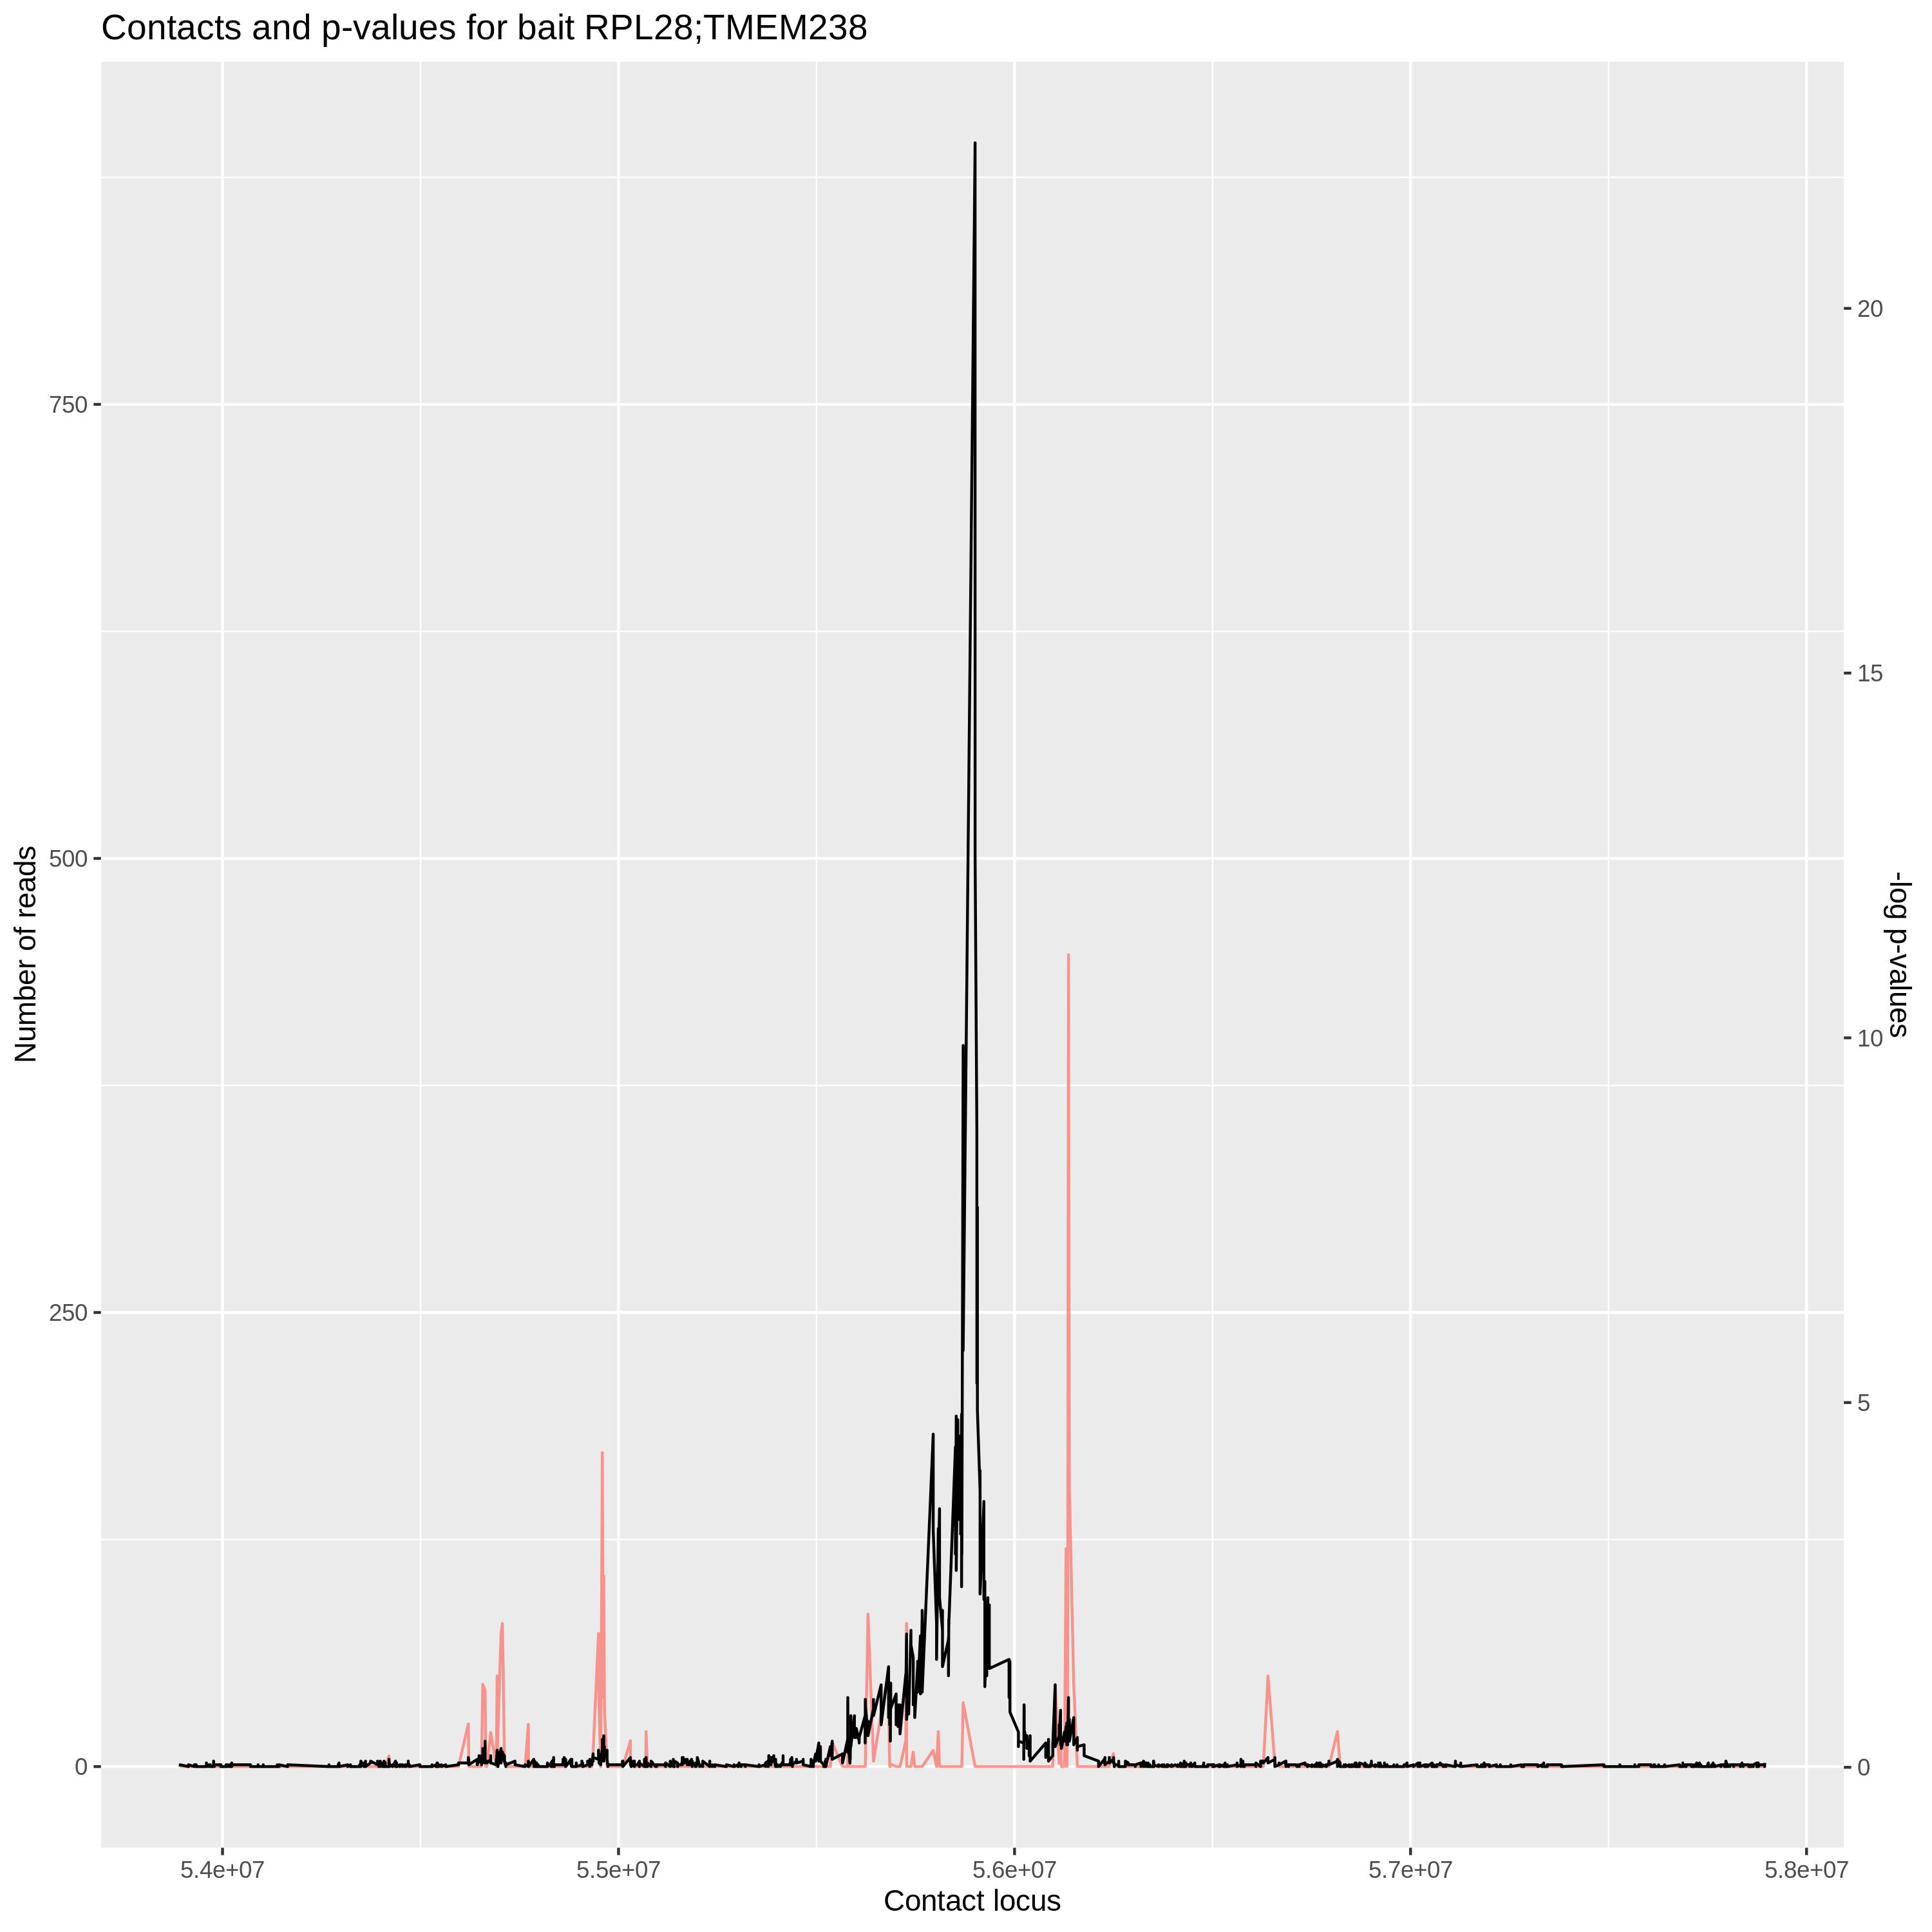 Contacts and p-values for bait RPL28;TMEM238
Number of reads
750
500
250
0
20
15
10
5
0
-log p-values
5.4e+07
5.5e+07
5.6e+07
5.7e+07
5.8e+07
Contact locus